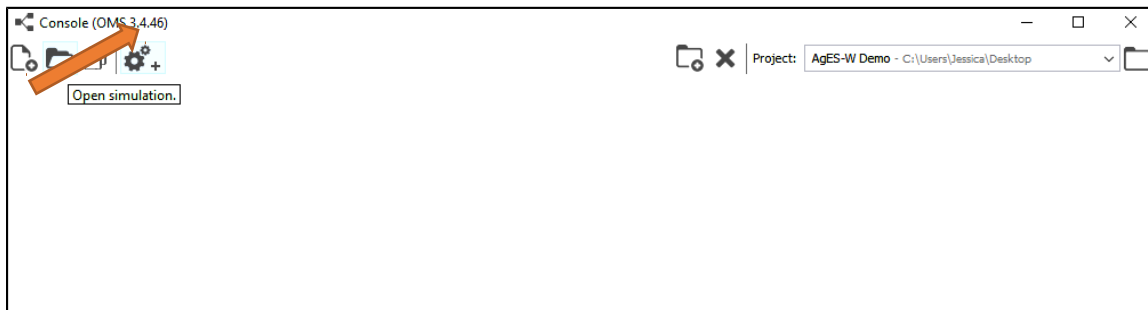 Console (OMS 3.4.46)
Project: AgES-W Demo - C:\Users\Jessica\Desktop
Open simulation.